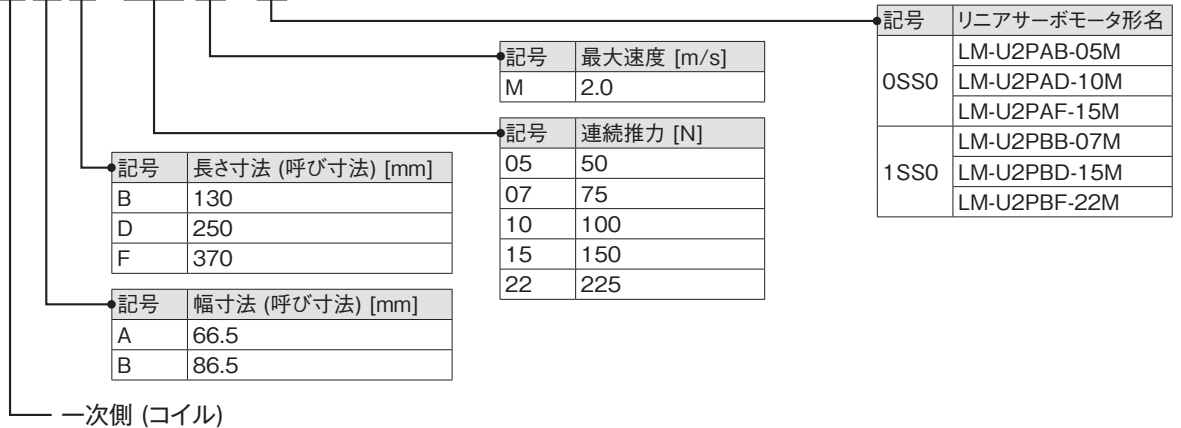 記号 リニアサーボモータ形名
0SS0 LM-U2PAB-05M
LM-U2PAD-10M
LM-U2PAF-15M
1SS0 LM-U2PBB-07M
LM-U2PBD-15M
LM-U2PBF-22M
記号 最大速度 [m/s]
M 2.0
記号 連続推力 [N]
05 50
07 75
10 100
15 150
22 225
記号 長さ寸法 (呼び寸法) [mm]
B 130
D 250
F 370
記号 幅寸法 (呼び寸法) [mm]
A 66.5
B 86.5
一次側 (コイル)